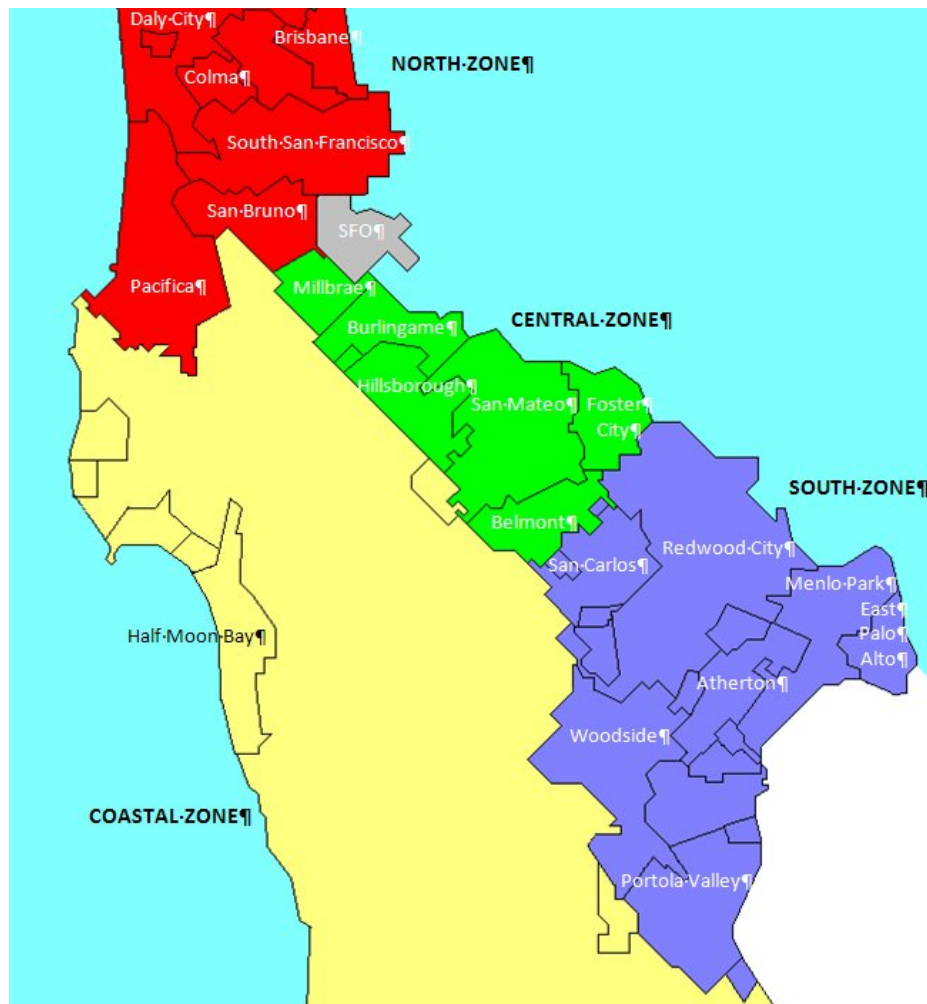 Daly·City¶
Brisbane¶
NORTH·ZONE¶
Colma¶
South·San·Francisco¶
San·Bruno¶
SFO¶
Pacifica¶
Millbrae¶
CENTRAL·ZONE¶
Burlingame¶
Hillsborough¶
San·Mateo¶
Foster¶
City¶
SOUTH·ZONE¶
Belmont¶
Redwood·City¶
San·Carlos¶
Menlo·Park¶
East¶
Half·Moon·Bay¶
Palo¶
Alto¶
Atherton¶
Woodside¶
COASTAL·ZONE¶
Portola·Valley¶